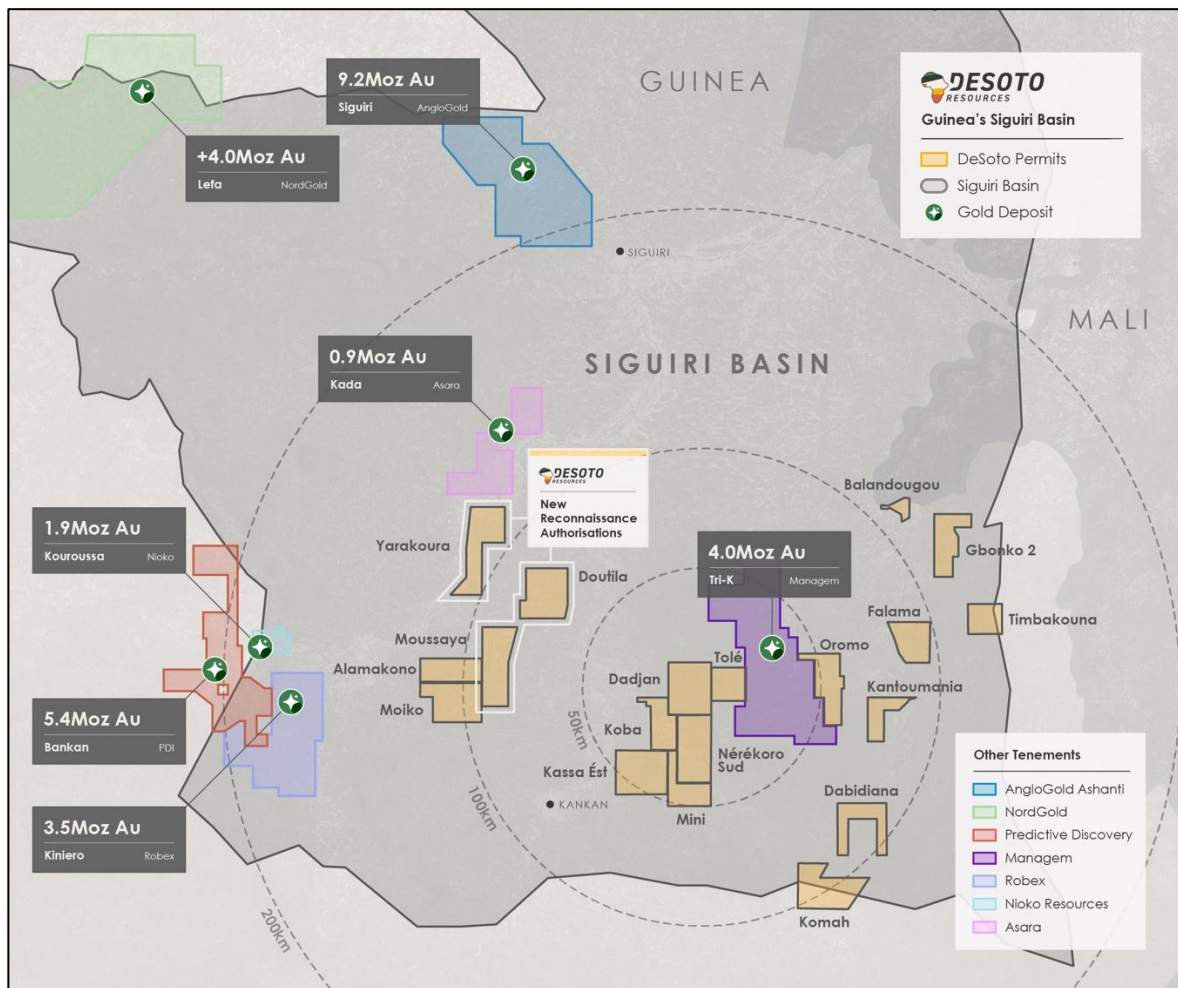 GUINEA
DESOTO
RESOURCES
Guinea's Siguiri Basin
DeSoto Permits
Siguiri Basin
Gold Deposit
9.2Moz Au
Siguiri AngloGold
+4.0Moz Au
Lefa NordGold
SIGUIRI
MALI
SIGUIRI BASIN
0.9Moz Au
Kada Asara
DESOTO
RESOURCES
New
Reconnaissance
Authorisations
Balandougou
Gbonko 2
1.9Moz Au
Kouroussa Nioko
Yarakoura
4.0Moz Au
Tri-K Managem
Doutila
Falama
Timbakouna
Moussaya
Oromo
Tolé
Alamakono
Dadjan
Kantoumania
Moiko
5.4Moz Au
Bankan PDI
Koba
50km
Nérékoro
Sud
Kassa Ést
KANKAN
100km
Mini
Dabidiana
3.5Moz Au
Kiniero Robex
200km
Komah
Other Tenements
AngloGold Ashanti
NordGold
Predictive Discovery
Managem
Robex
Nioko Resources
Asara